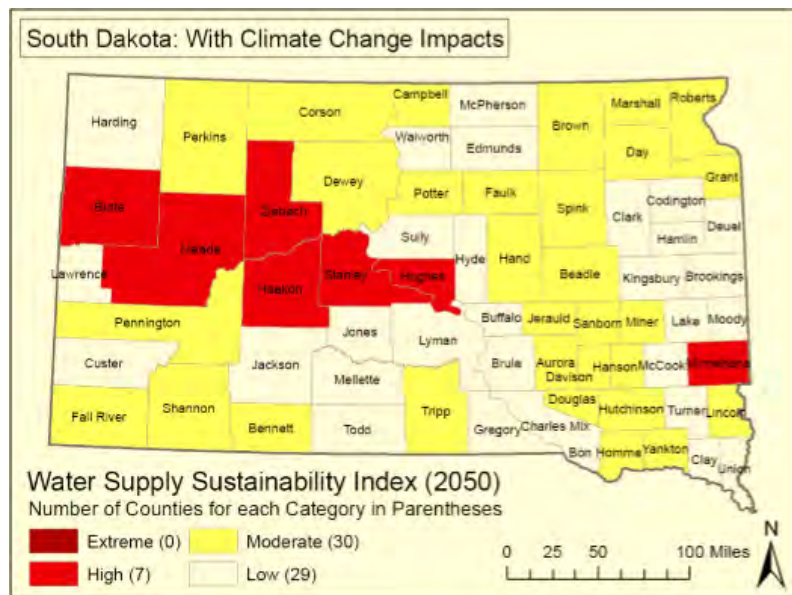 South Dakota: With Climate Change Impacts
Campbell
McPherson
Marshall
Roberts
Harding
Corson
Perkins
Brown
Walworth
Edmunds
Day
Dewey
Grant
Potter
Faulk
Codington
Butte
Ziebach
Spink
Clark
Deuel
Meade
Sully
Hamlin
Hyde
Hand
Lawrence
Stanley
Hughes
Beadle
Kingsbury
Brookings
Haakon
Pennington
Buffalo
Jerauld
Sanborn
Miner
Lake
Moody
Jones
Lyman
Custer
Jackson
Brule
Aurora
Davison
Hanson
McCook
Minnehaha
Mellette
Fall River
Shannon
Tripp
Douglas
Hutchinson
Turner
Lincoln
Bennett
Todd
Gregory
Charles Mix
Bon
Homme
Yankton
Clay
Union
Water Supply Sustainability Index (2050)
Number of Counties for each Category in Parentheses
Extreme (0)
Moderate (30)
High (7)
Low (29)
N
0 25 50 100 Miles